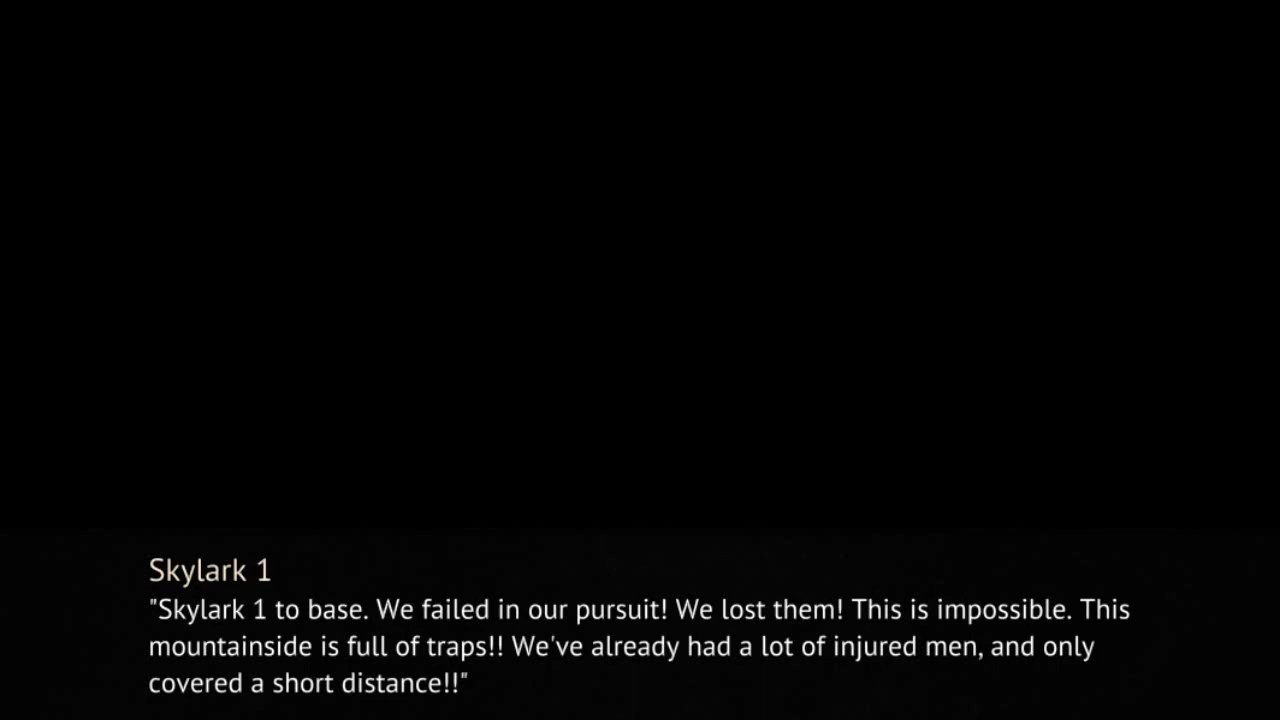 Skylark 1
"Skylark 1 to base. We failed in our pursuit! We lost them! This is impossible. This
mountainside is full of traps!! We've already had a lot of injured men, and only
covered a short distance!!"